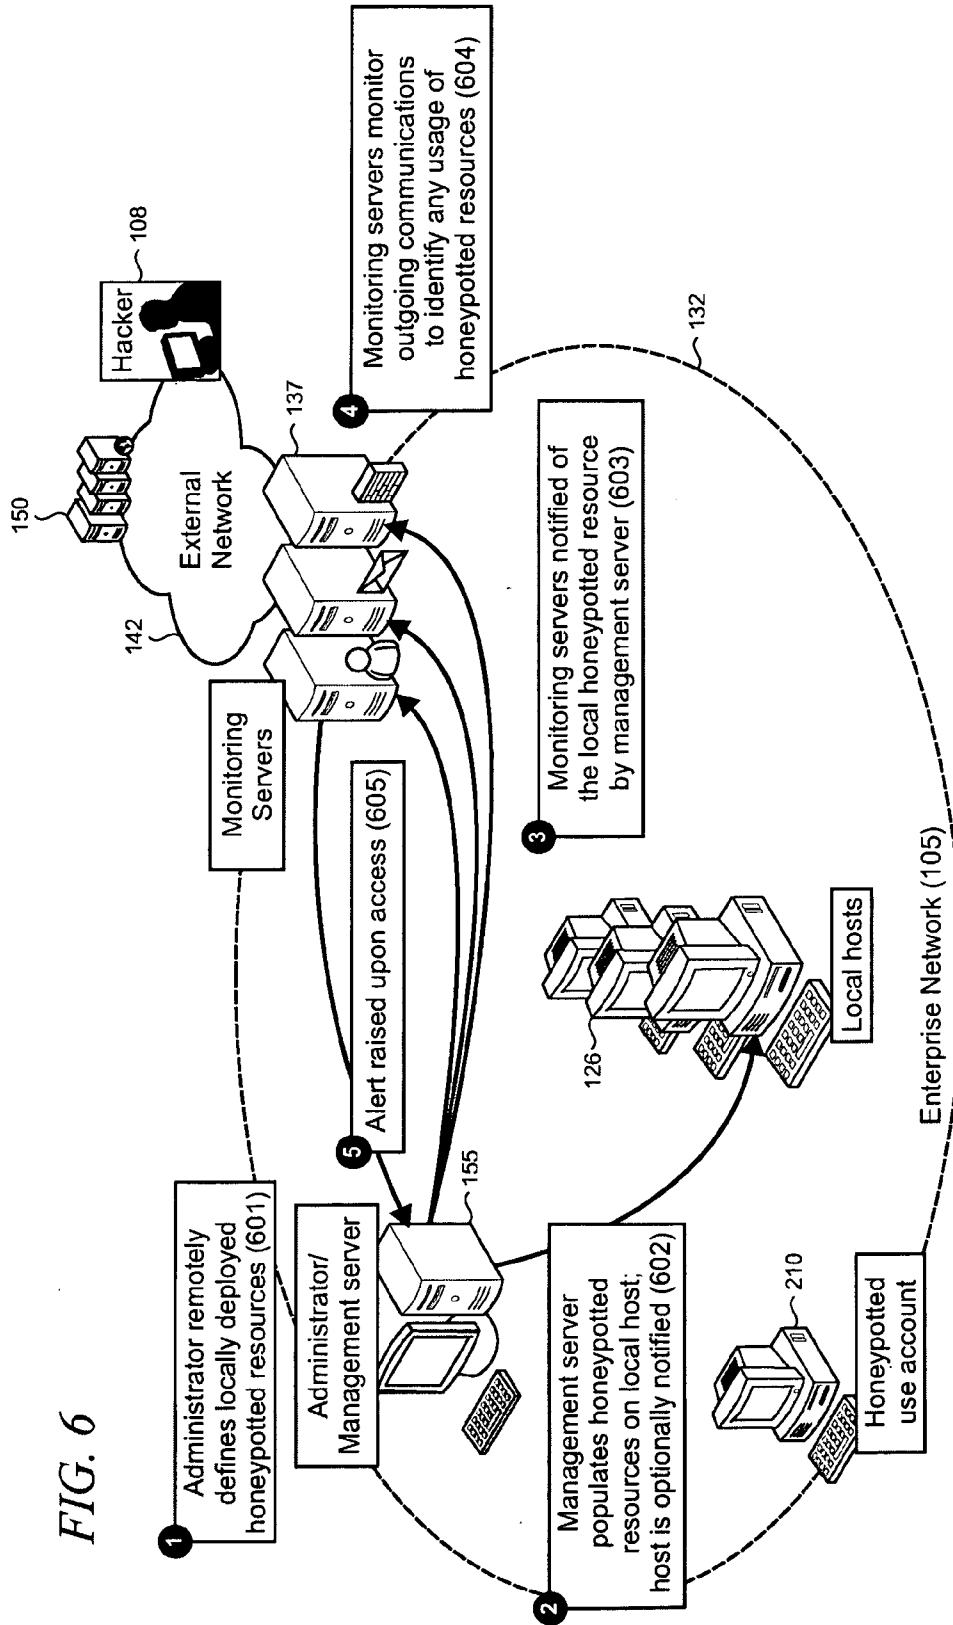 FIG. 6
1
Administrator remotely
defines locally deployed
honeypotted resources (601)
Administrator/
Management server
155
2
Management server
populates honeypotted
resources on local host;
host is optionally notified (602)
210
Honeypotted
use account
5
Alert raised upon access (605)
Monitoring
Servers
142
150
External
Network
Hacker
108
137
4
Monitoring servers monitor
outgoing communications
to identify any usage of
honeypotted resources (604)
3
Monitoring servers notified of
the local honeypotted resource
by management server (603)
132
126
Local hosts
Enterprise Network (105)